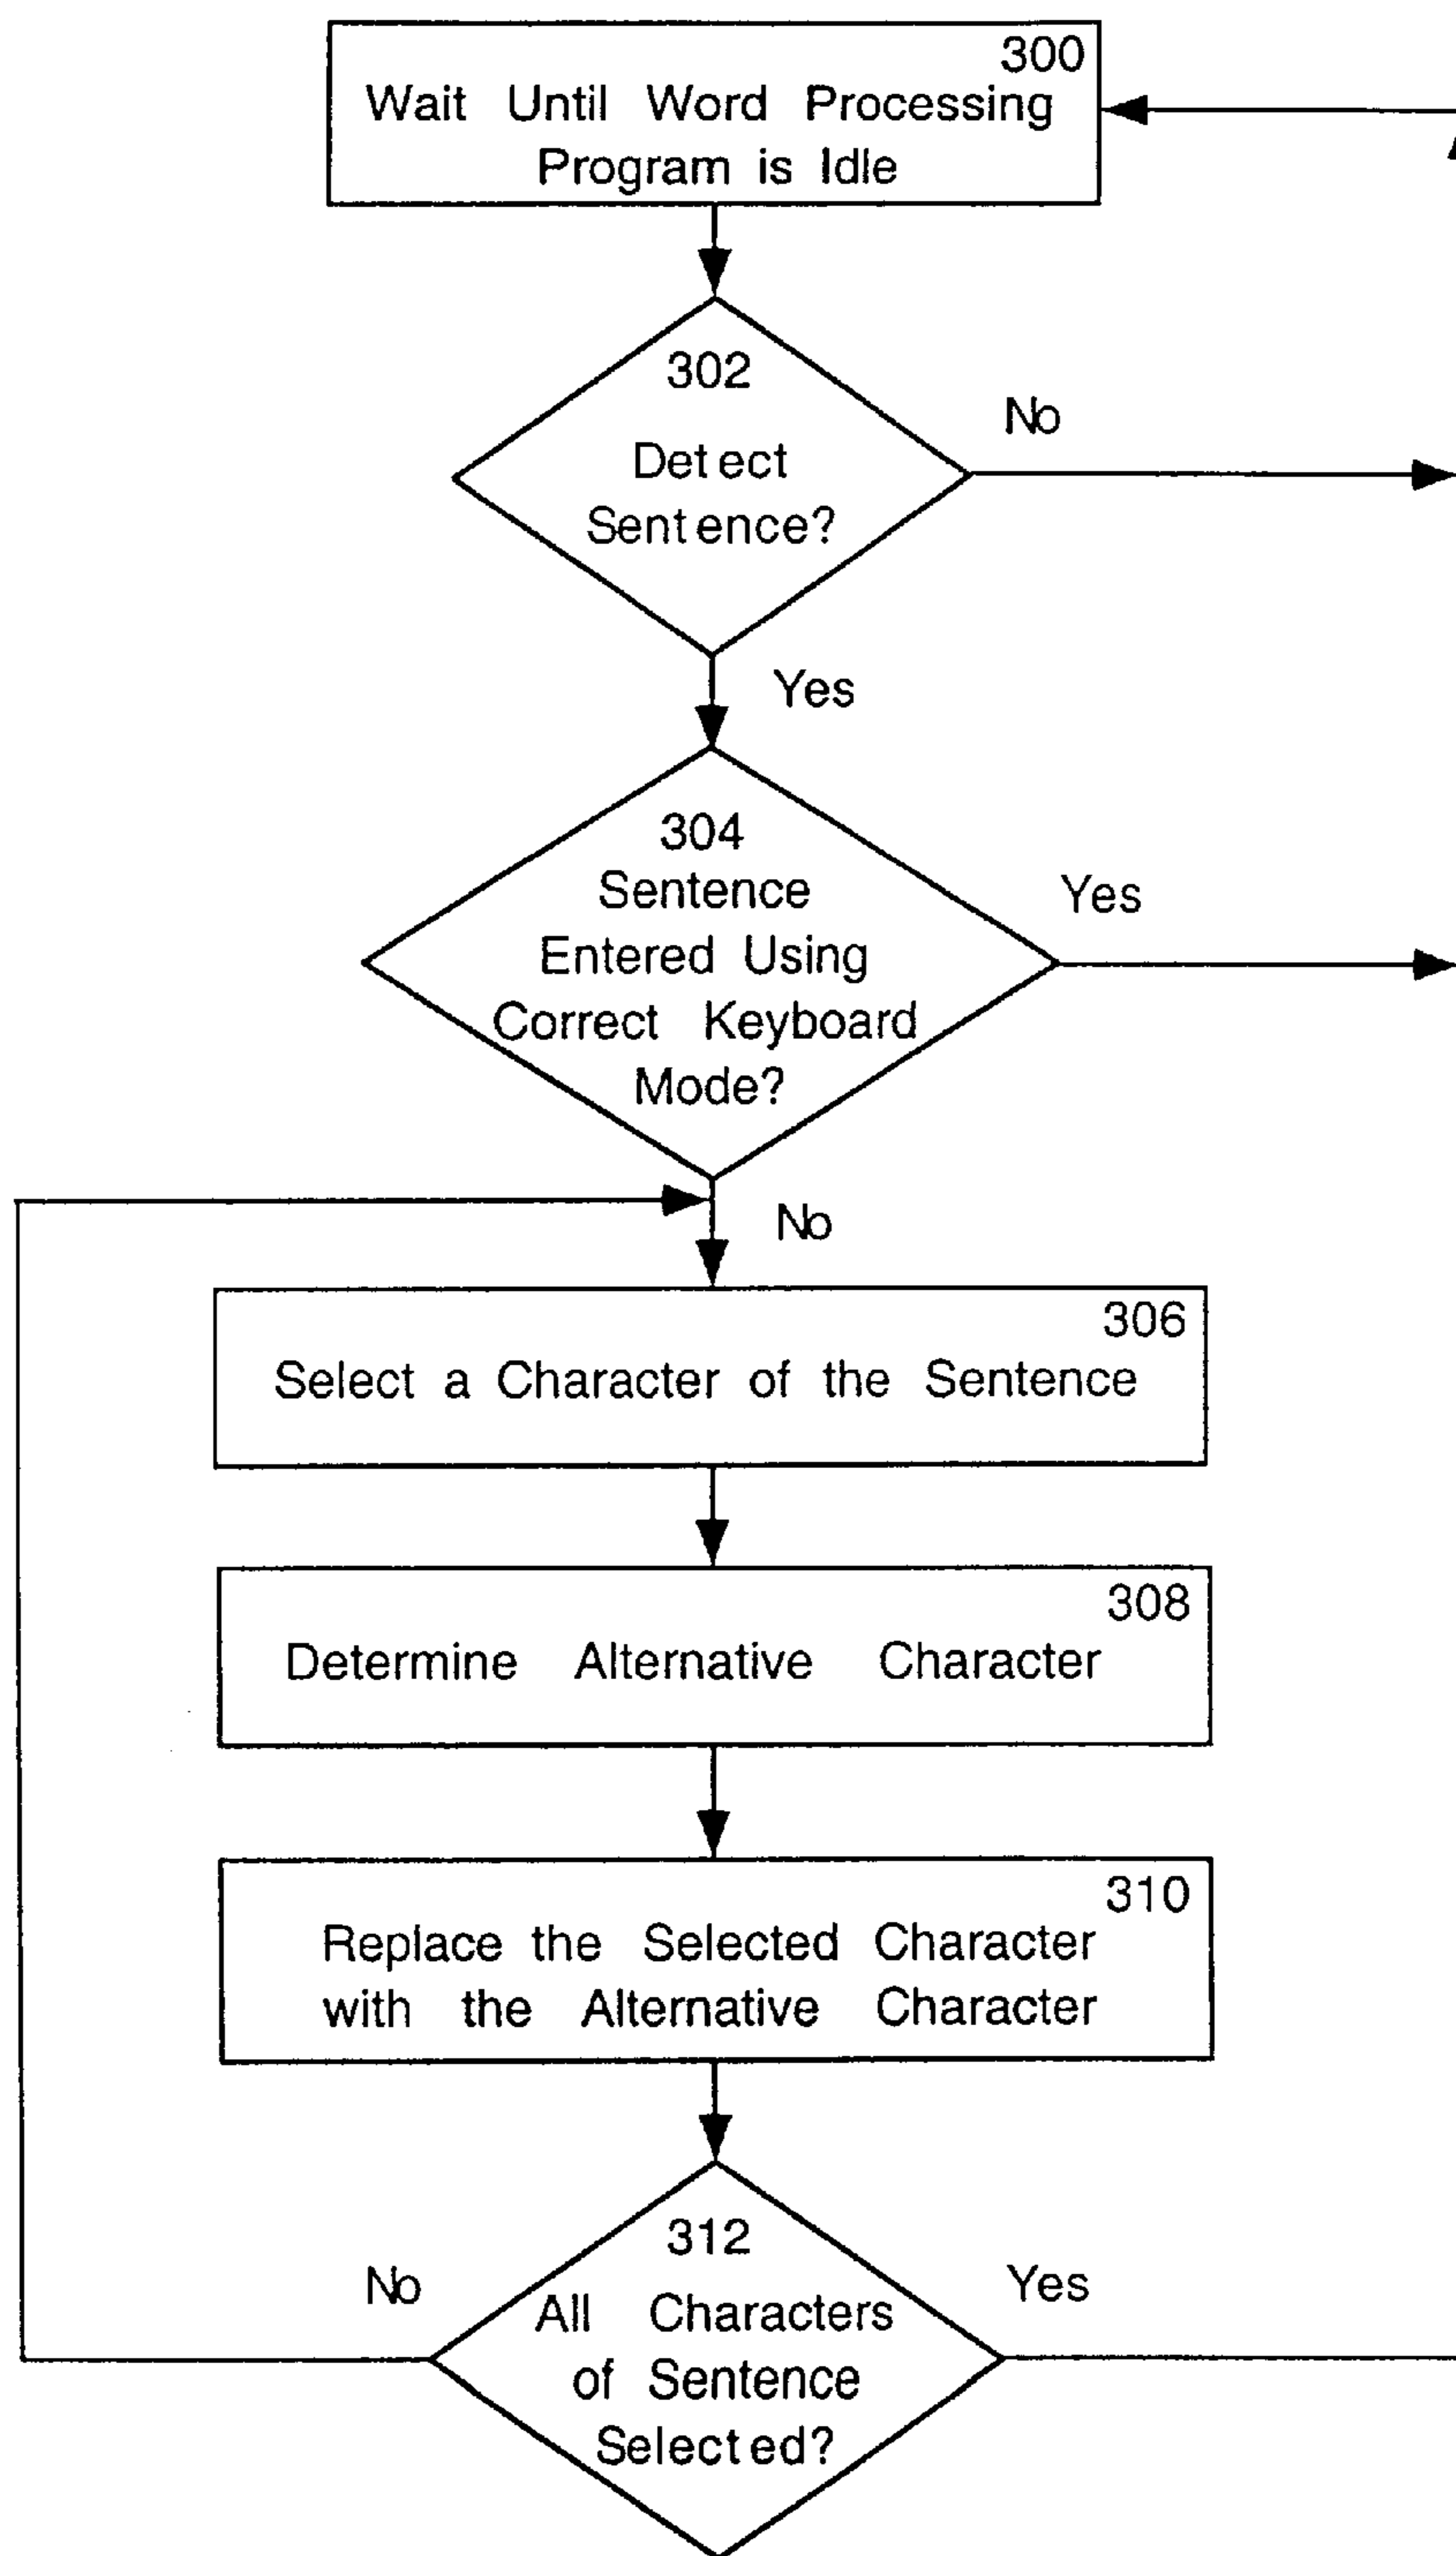 300
Wait Until Word Processing
Program is Idle
302
No
Detect
Sentence?
Yes
304
Sentence
Yes
Entered Using
Correct Keyboard
Mode?
No
306
Select a Character of the Sentence
308
Determine Alternative Character
310
Replace the Selected Character
with the Alternative Character
312
No
Yes
All Characters
of Sentence
Selected?